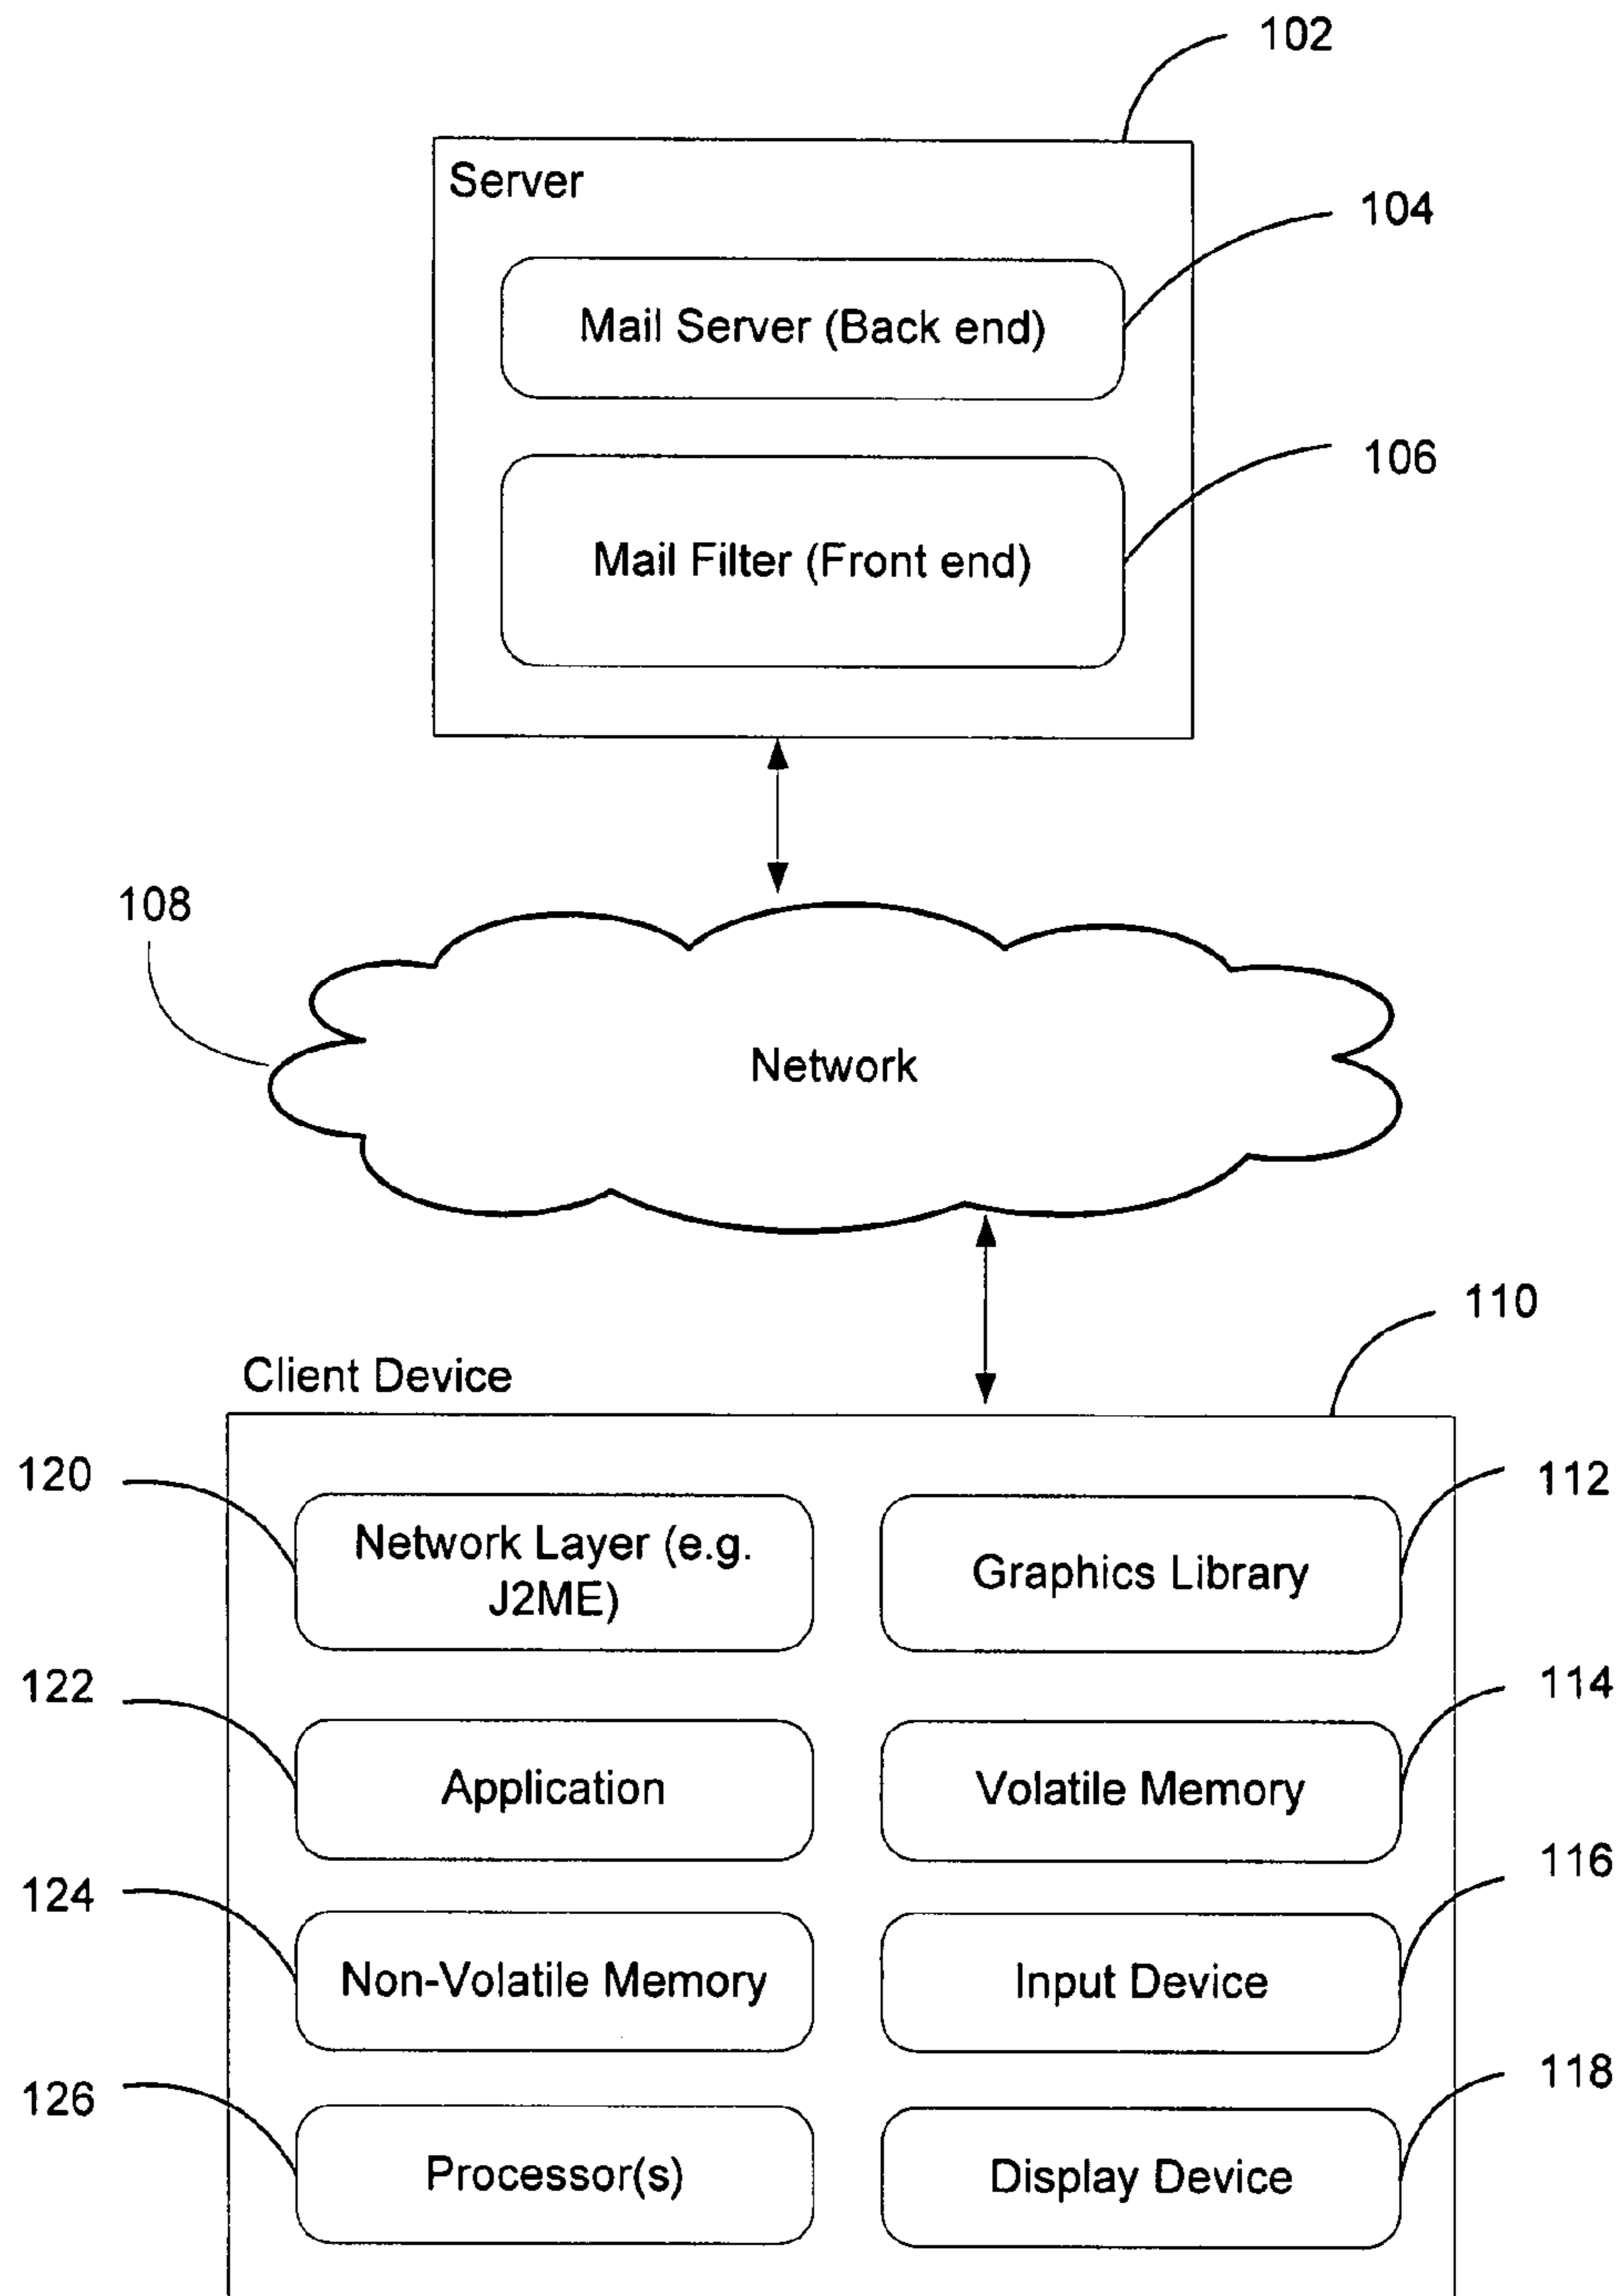 102
Server
104
Mail Server (Back end)
106
Mail Filter (Front end)
108
Network
110
Client Device
120
Network Layer (e.g.
J2ME)
112
Graphics Library
122
Application
114
Volatile Memory
124
Non-Volatile Memory
116
Input Device
126
Processor(s)
118
Display Device